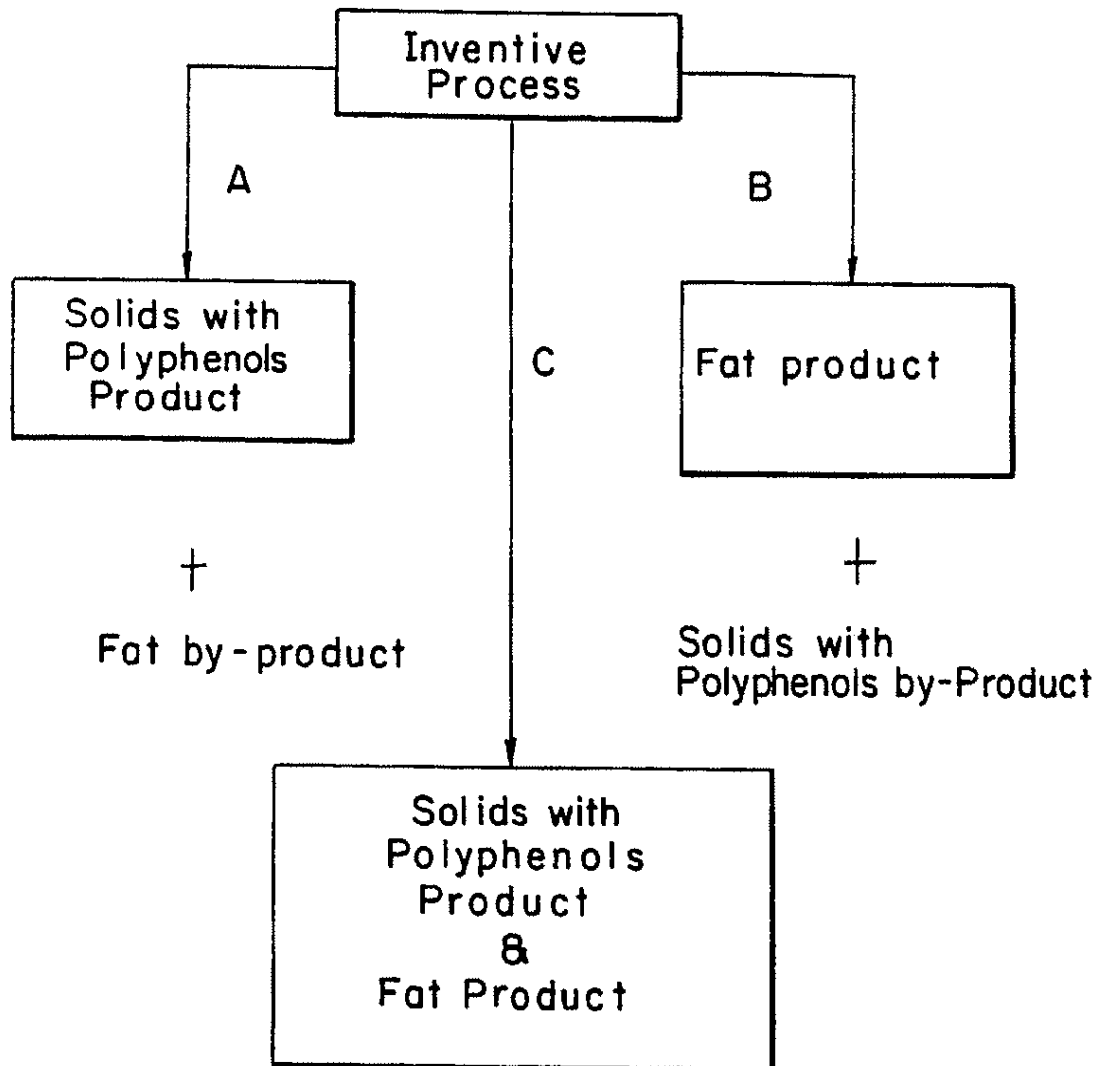 Inventive
Process
A
B
Solids with
Polyphenols
Product
C
Fat product
+
+
Fat by-product
Solids with
Polyphenols by-Product
Solids with
Polyphenols
Product
&
Fat Product